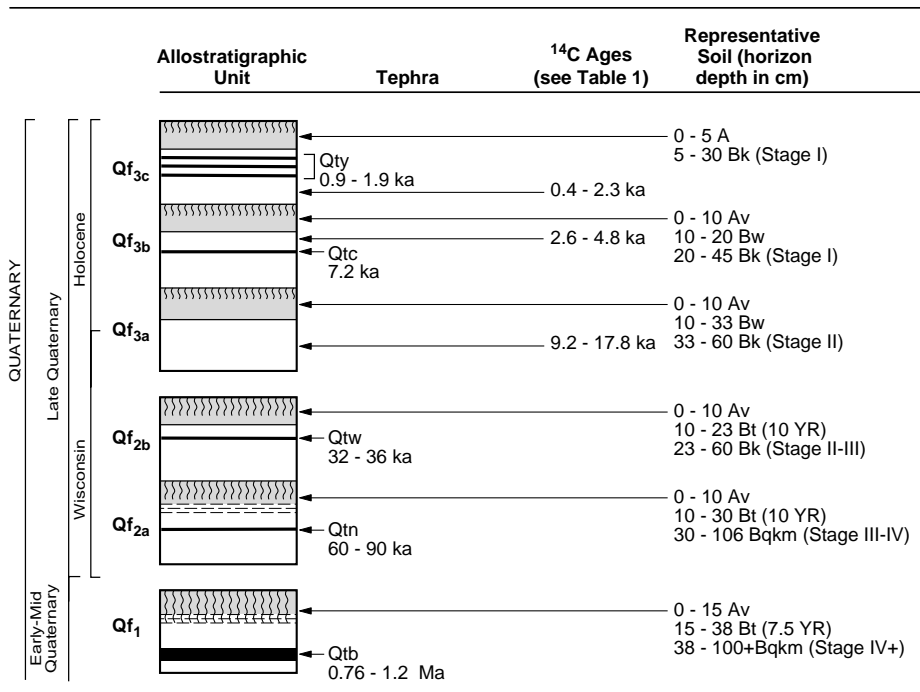 Allostratigraphic
Unit
Tephra
14C Ages
(see Table 1)
Representative
Soil (horizon
depth in cm)
QUATERNARY
Late Quaternary
Early-Mid
Quaternary
Holocene
Wisconsin
Qf3c
Qty
0.9 - 1.9 ka
0.4 - 2.3 ka
0 - 5 A
5 - 30 Bk (Stage I)
Qf3b
Qtc
7.2 ka
2.6 - 4.8 ka
0 - 10 Av
10 - 20 Bw
20 - 45 Bk (Stage I)
Qf3a
9.2 - 17.8 ka
0 - 10 Av
10 - 33 Bw
33 - 60 Bk (Stage II)
Qf2b
Qtw
32 - 36 ka
0 - 10 Av
10 - 23 Bt (10 YR)
23 - 60 Bk (Stage II-III)
Qf2a
Qtn
60 - 90 ka
0 - 10 Av
10 - 30 Bt (10 YR)
30 - 106 Bqkm (Stage III-IV)
Qf1
Qtb
0.76 - 1.2 Ma
0 - 15 Av
15 - 38 Bt (7.5 YR)
38 - 100+Bqkm (Stage IV+)